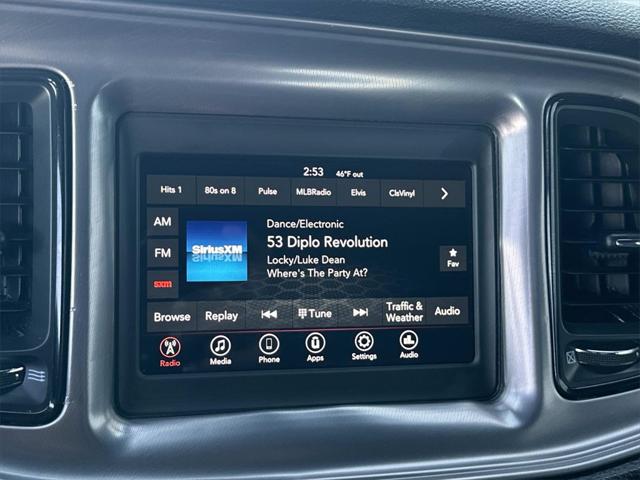 2:53 46°F out
Hits 1 80s on 8 Pulse MLBRadio Elvis ClsVinyl
AM
FM
sxm
SiriusXM
Dance/Electronic
53 Diplo Revolution
Locky/Luke Dean
Where's The Party At?
Fav
Browse Replay Tune Traffic & Weather Audio
Radio Media Phone Apps Settings Audio